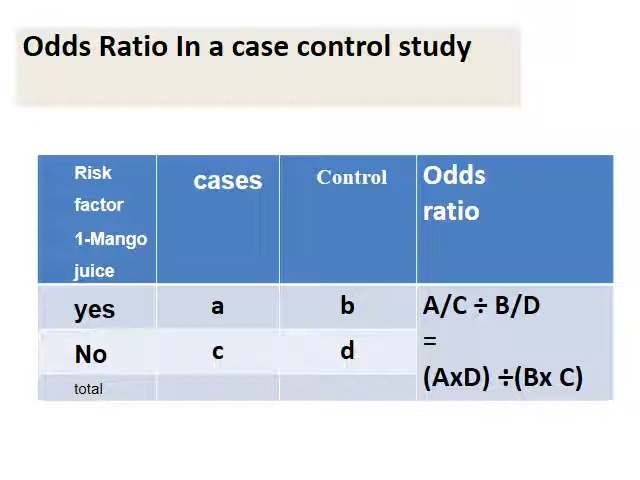 Odds Ratio In a case control study
Risk factor 1-Mango juice
cases
Control
Odds ratio
yes
a
b
A/C ÷ B/D
=
(AxD) ÷(Bx C)
No
c
d
total